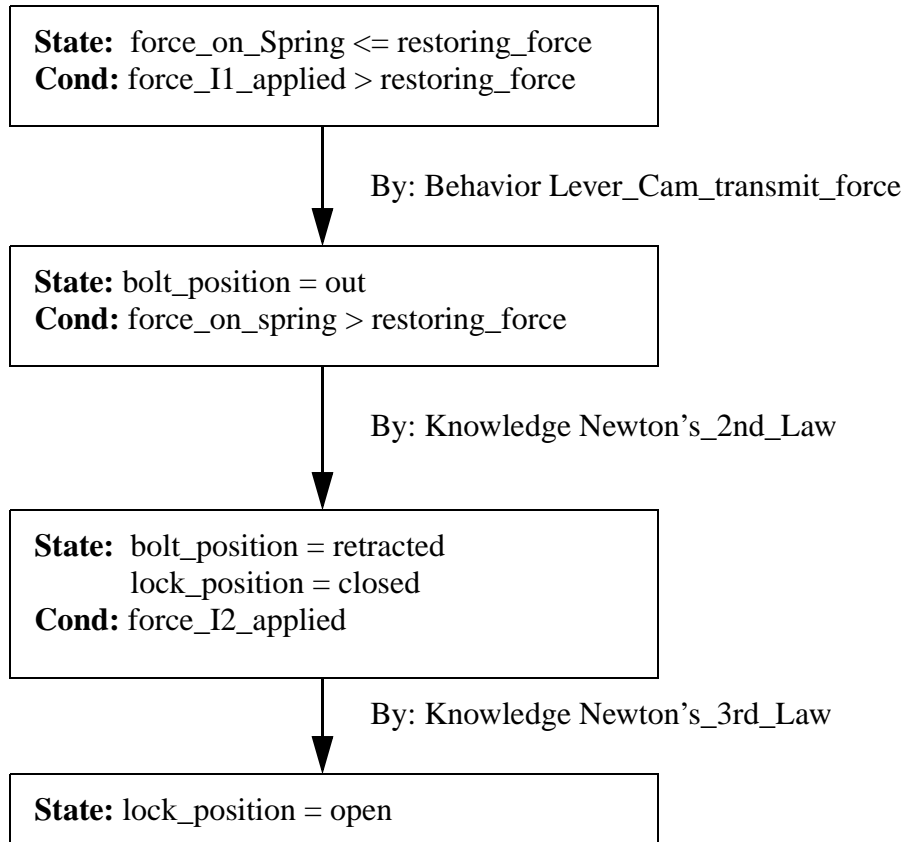 State: force_on_Spring <= restoring_force
Cond: force_I1_applied > restoring_force
By: Behavior Lever_Cam_transmit_force
State: bolt_position = out
Cond: force_on_spring > restoring_force
By: Knowledge Newton’s_2nd_Law
State: bolt_position = retracted
lock_position = closed
Cond: force_I2_applied
By: Knowledge Newton’s_3rd_Law
State: lock_position = open